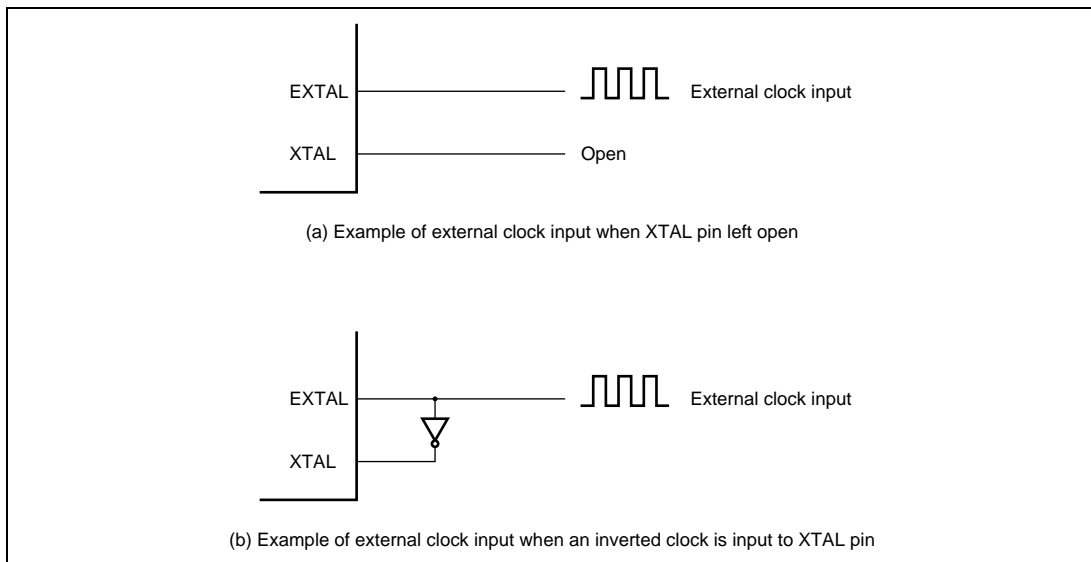 EXTAL
External clock input
XTAL
Open
(a) Example of external clock input when XTAL pin left open
EXTAL
External clock input
XTAL
(b) Example of external clock input when an inverted clock is input to XTAL pin